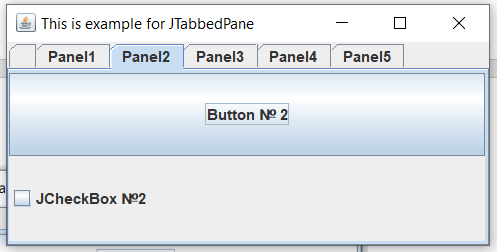 This is example for JTabbedPane
Panel1 Panel2 Panel3 Panel4 Panel5
Button № 2
JCheckBox №2